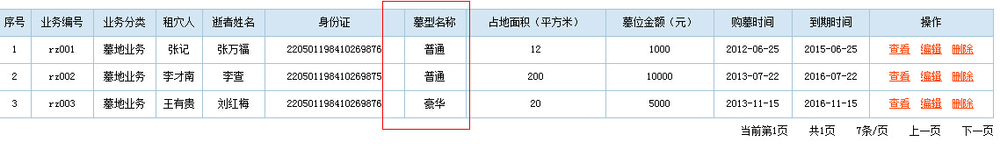 序号 业务编号 业务分类 租穴人 逝者姓名 身份证 墓型名称 占地面积（平方米） 墓位金额（元） 购墓时间 到期时间 操作
1 rz001 墓地业务 张记 张万福 220501198410269876 普通 12 1000 2012-06-25 2015-06-25 查看 编辑 删除
2 rz002 墓地业务 李才南 李查 220501198410269875 普通 200 10000 2013-07-22 2016-07-22 查看 编辑 删除
3 rz003 墓地业务 王有贵 刘红梅 220501198410269876 豪华 20 5000 2013-11-15 2016-11-15 查看 编辑 删除
当前第1页 共1页 7条/页 上一页 下一页